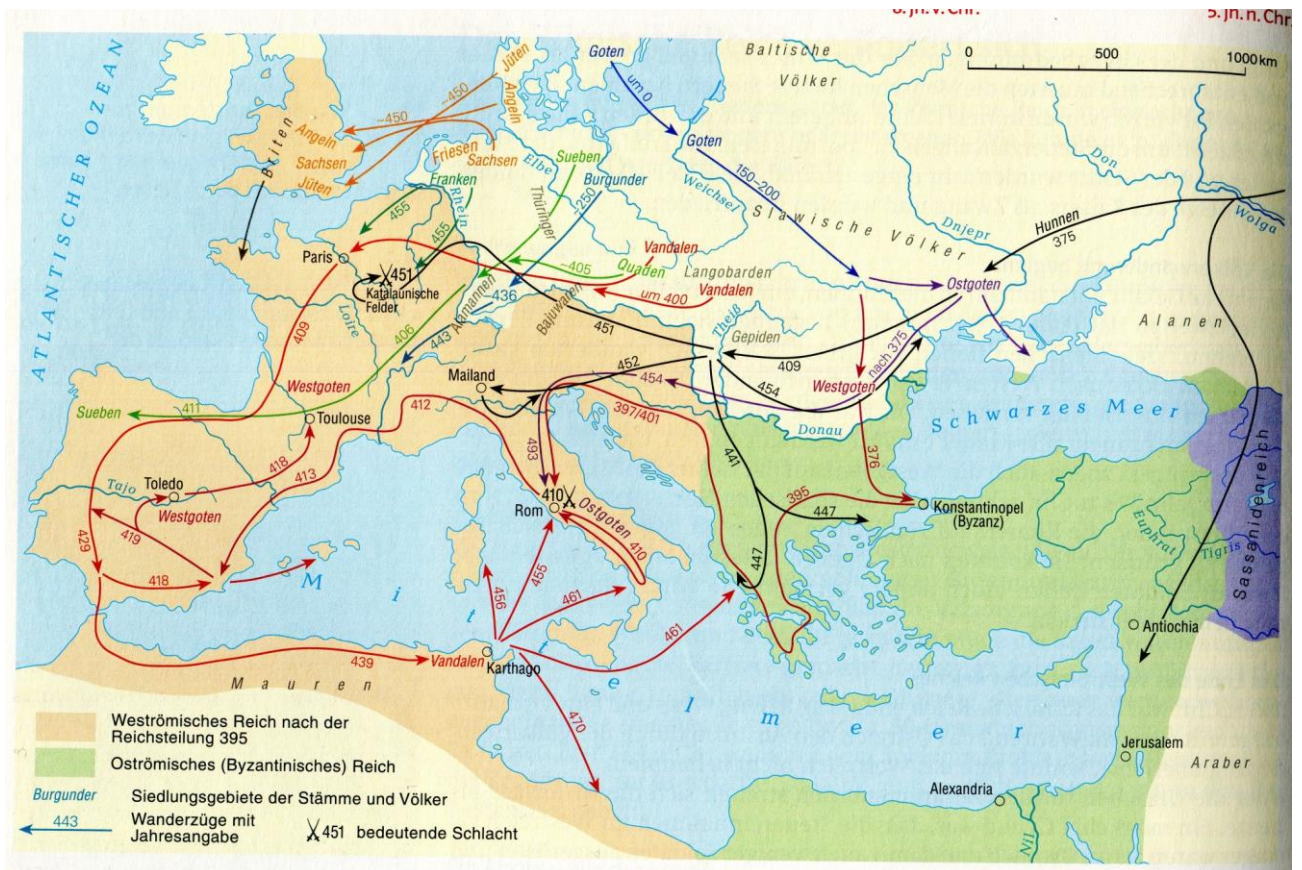 5. Jh. n. Chr.
ATLANTISCHER OZEAN
Jüten
Angeln
Goten
Baltische
Völker
0
500
1000 km
um 0
~450
~450
Angeln
Sachsen
Jüten
Briten
Friesen
Sachsen
Elbe
Sueben
Goten
Weichsel
150-200
Don
Wolga
Franken
Rhein
Thüringer
Burgunder
~250
Slawische Völker
Dnjepr
Hunnen
375
455
455
Paris
451
Katalaunische
Felder
Loire
Alamannen
436
Bajuwaren
Vandalen
Quaden
~405
Langobarden
Vandalen
um 400
Ostgoten
Alanen
409
406
443
451
Theiß
Gepiden
409
nach 375
Mailand
452
454
454
Westgoten
Donau
Schwarzes Meer
Westgoten
Sueben
411
Toulouse
412
397/401
413
418
493
441
376
Tajo
Toledo
Westgoten
419
429
418
410
Rom
Ostgoten
410
395
447
447
Konstantinopel
(Byzanz)
Euphrat
Tigris
Sassanidenreich
Mittelmeer
456
455
461
461
Antiochia
439
Vandalen
Karthago
Mauren
470
Jerusalem
Araber
Alexandria
Nil
Weströmisches Reich nach der
Reichsteilung 395
Oströmisches (Byzantinisches) Reich
Burgunder Siedlungsgebiete der Stämme und Völker
443 Wanderzüge mit
Jahresangabe
451 bedeutende Schlacht